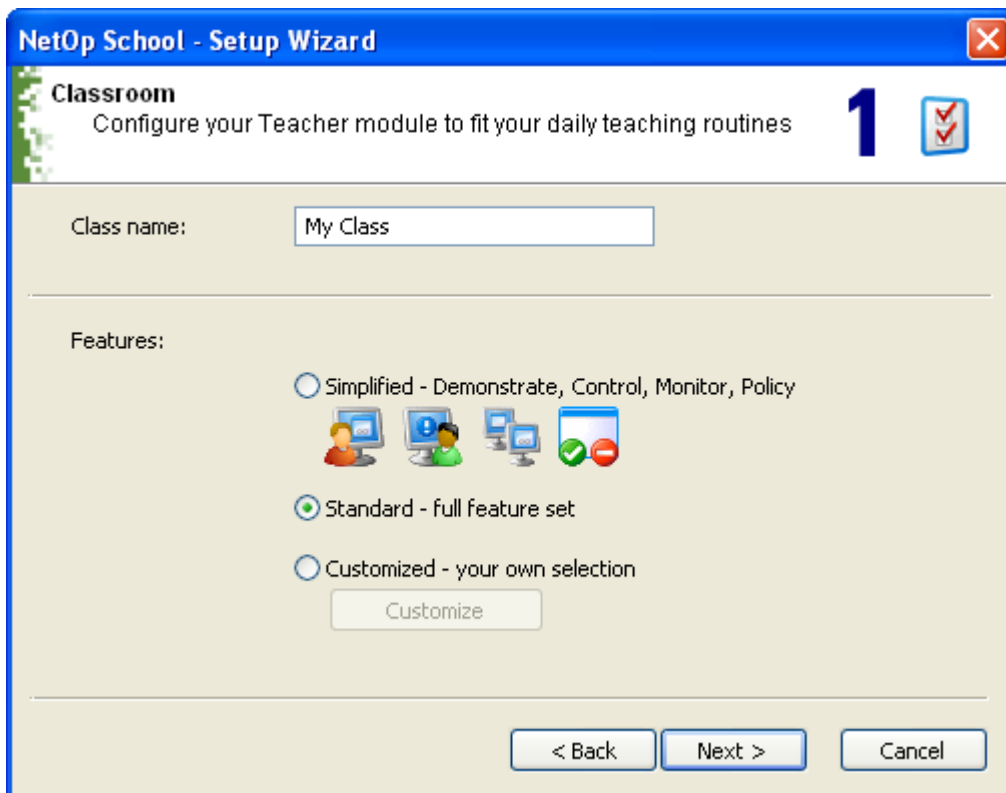 NetOp School - Setup Wizard
Classroom
Configure your Teacher module to fit your daily teaching routines
1
Class name:
My Class
Features:
Simplified - Demonstrate, Control, Monitor, Policy
Standard - full feature set
Customized - your own selection
Customize
< Back
Next >
Cancel